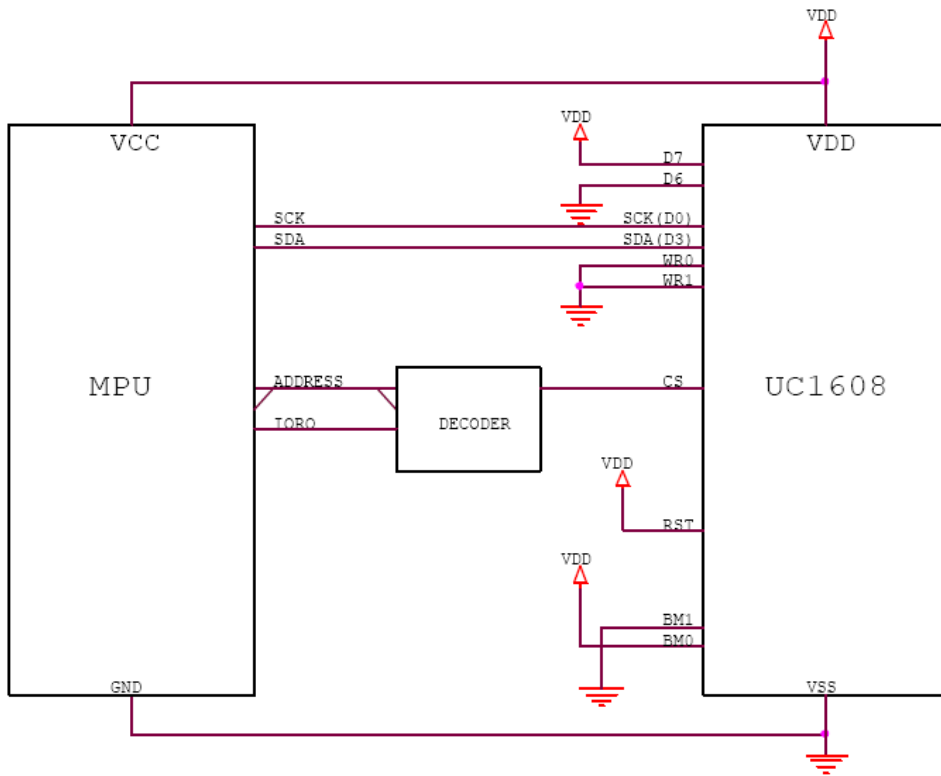 VDD
VCC
VDD
VDD
D7
D6
SCK
SCK(D0)
SDA
SDA(D3)
WR0
WR1
MPU
ADDRESS
CS
UC1608
IORQ
DECODER
VDD
RST
VDD
BM1
BM0
GND
VSS